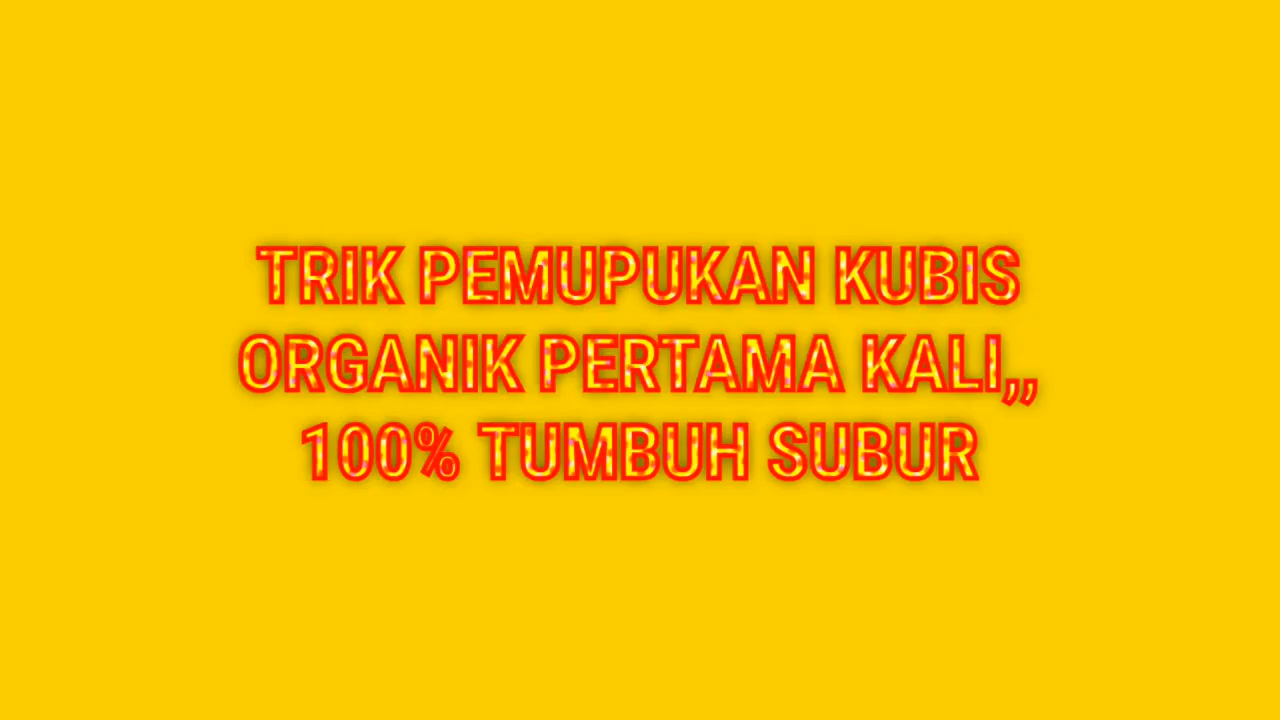 TRIK PEMUPUKAN KUBIS
ORGANIK PERTAMA KALI,,
100% TUMBUH SUBUR